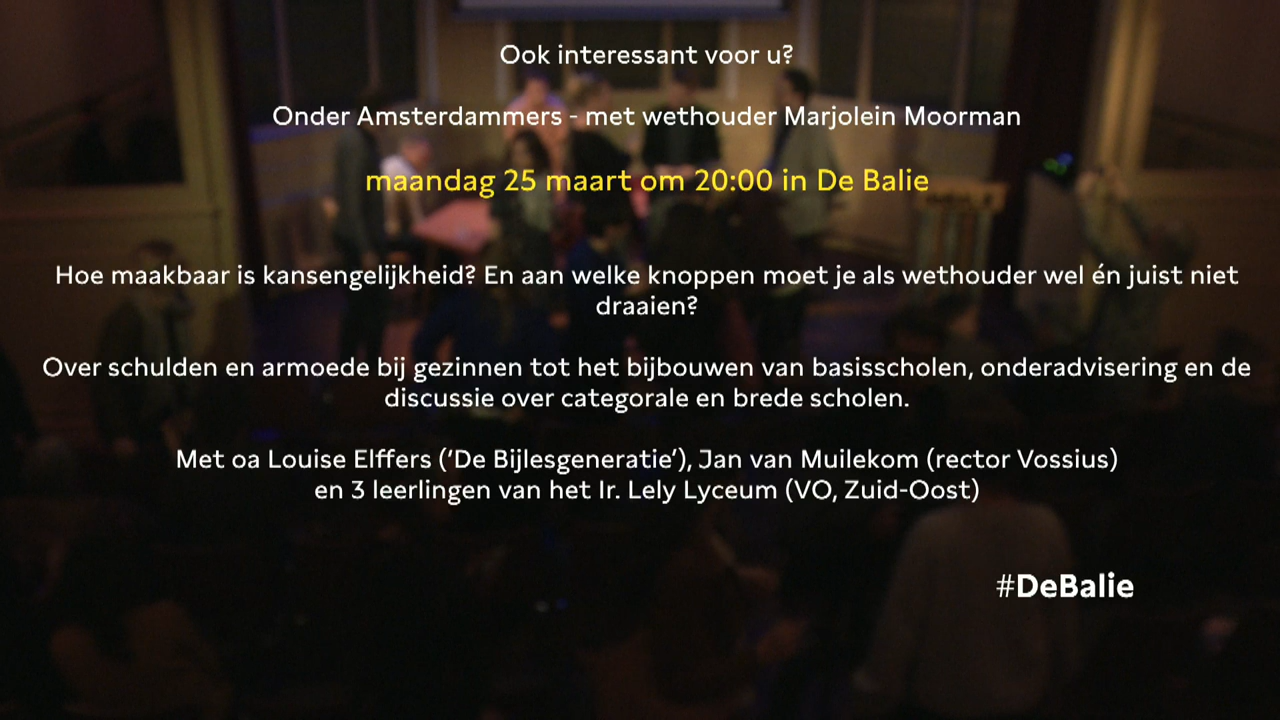 Ook interessant voor u?
Onder Amsterdammers - met wethouder Marjolein Moorman
maandag 25 maart om 20:00 in De Balie
Hoe maakbaar is kansengelijkheid? En aan welke knoppen moet je als wethouder wel én juist niet
draaien?
Over schulden en armoede bij gezinnen tot het bijbouwen van basisscholen, onderadvisering en de
discussie over categorale en brede scholen.
Met oa Louise Elffers (‘De Bijlesgeneratie’), Jan van Muilekom (rector Vossius)
en 3 leerlingen van het Ir. Lely Lyceum (VO, Zuid-Oost)
#DeBalie